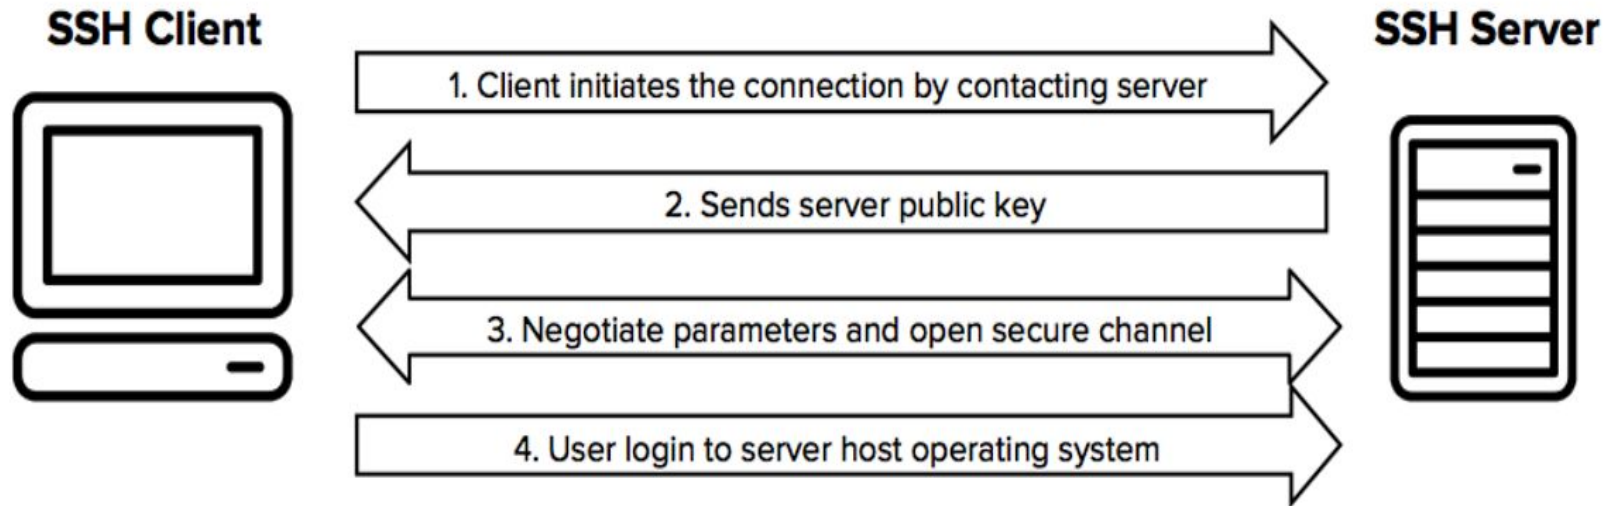 SSH Client
SSH Server
1. Client initiates the connection by contacting server
2. Sends server public key
3. Negotiate parameters and open secure channel
4. User login to server host operating system